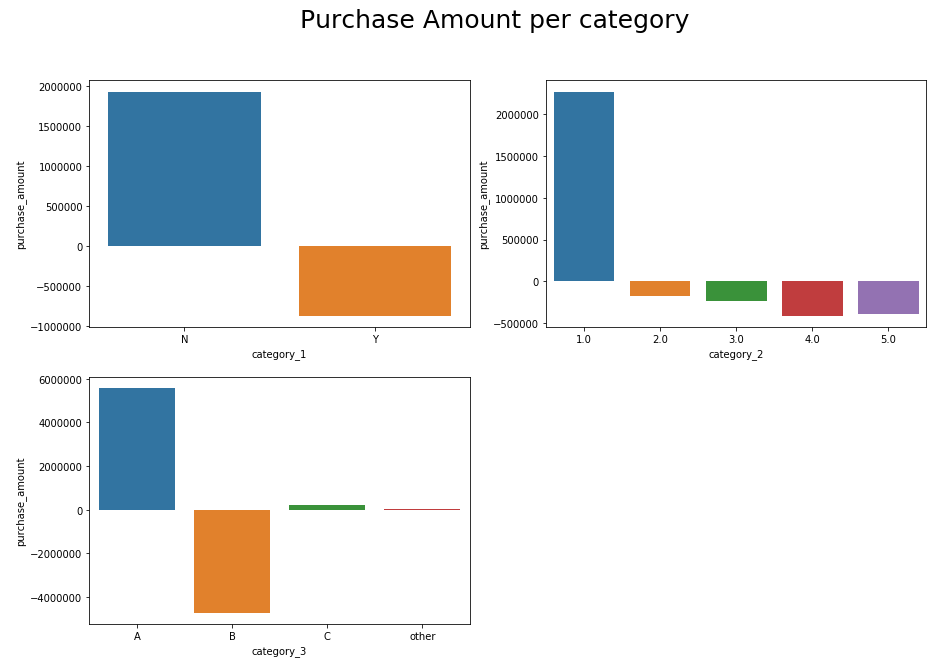 Purchase Amount per category
2000000
1500000
1000000
500000
0
−500000
−1000000
purchase_amount
N
Y
category_1
2000000
1500000
1000000
500000
0
−500000
purchase_amount
1.0
2.0
3.0
4.0
5.0
category_2
6000000
4000000
2000000
0
−2000000
−4000000
purchase_amount
A
B
C
other
category_3